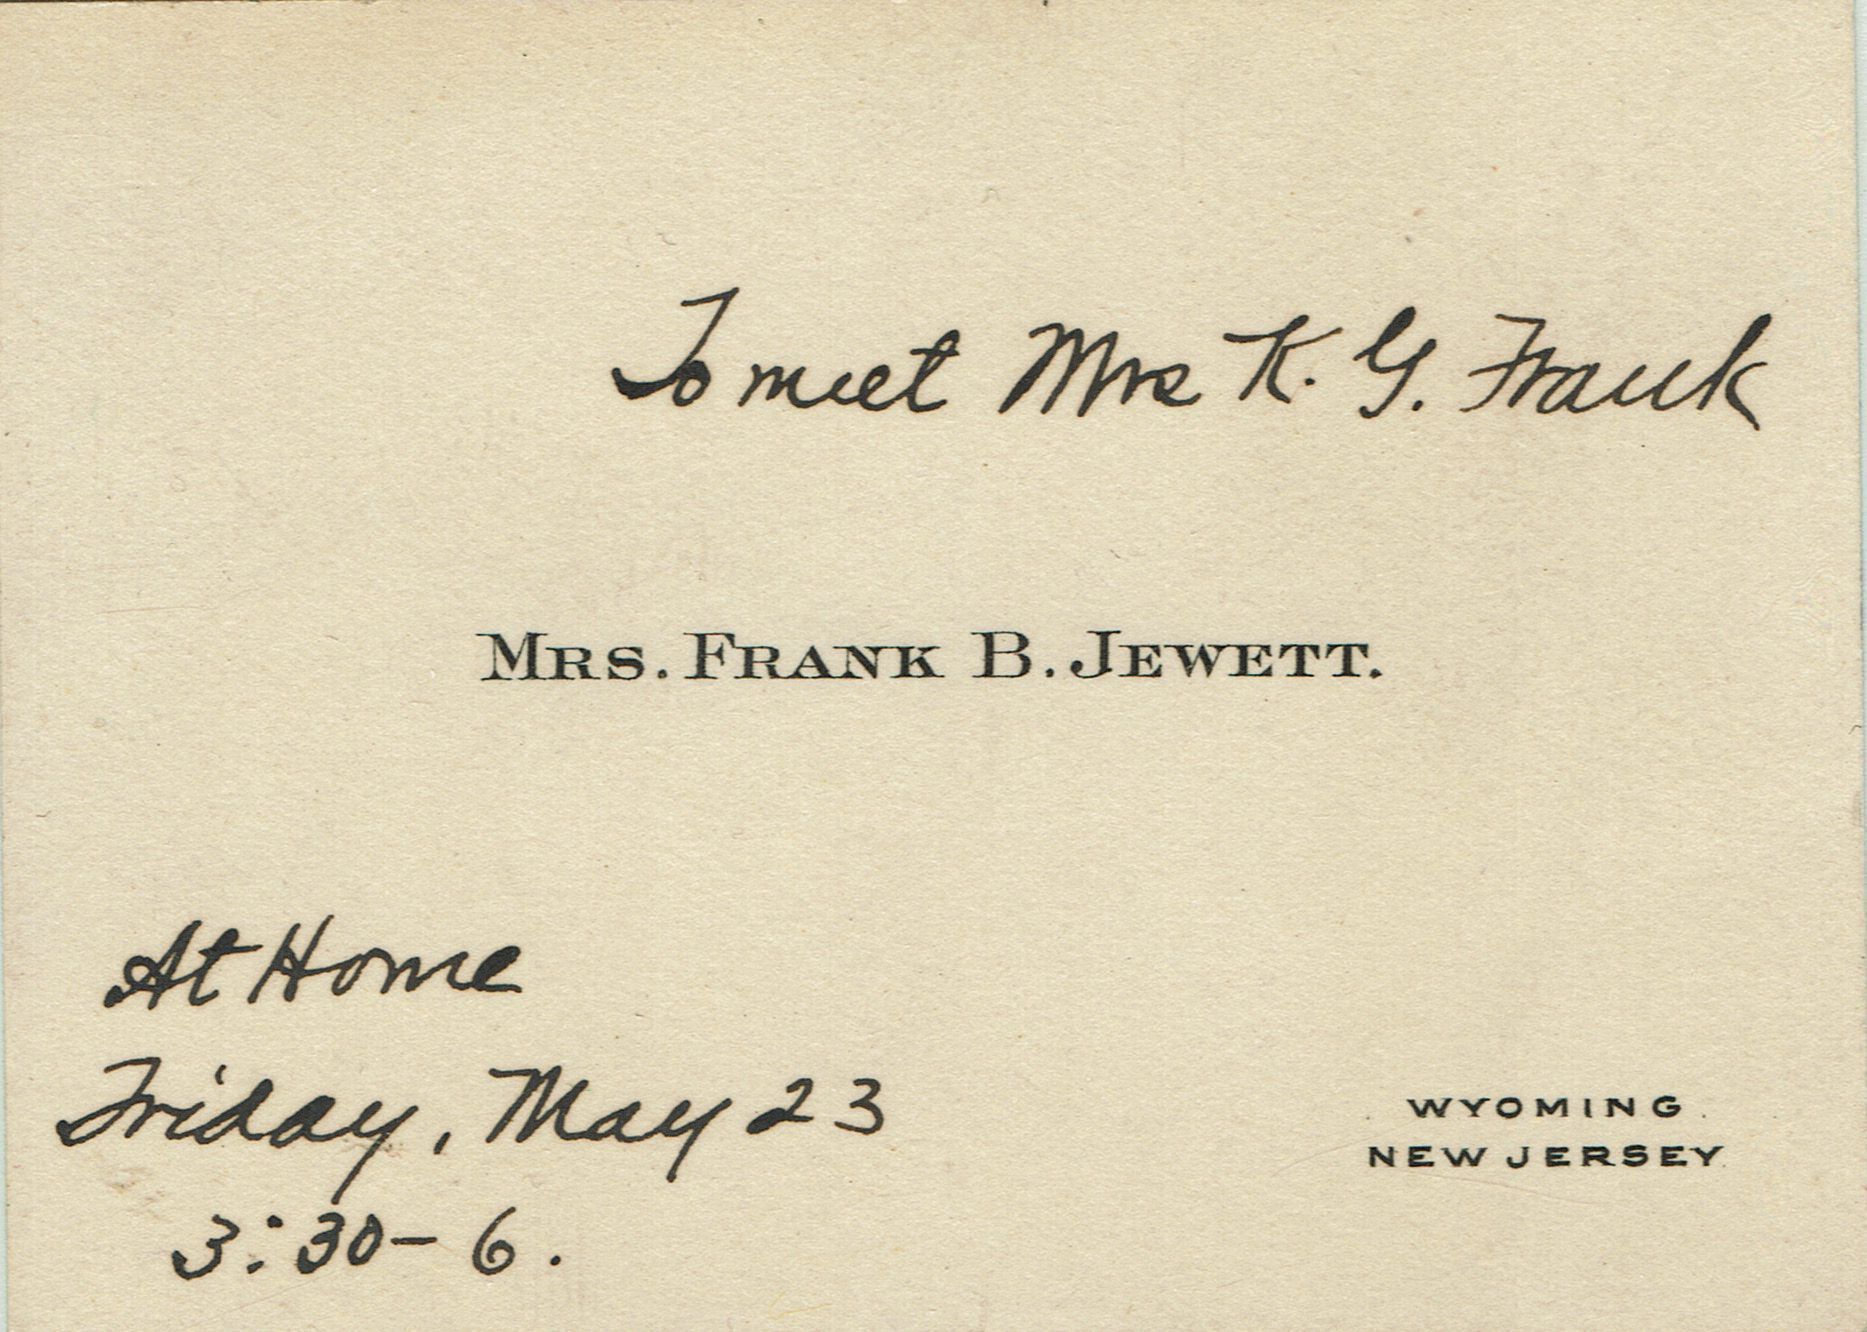 To meet Mrs K. G. Frank
MRS. FRANK B. JEWETT.
At Home
Friday, May 23
3:30 - 6.
WYOMING
NEW JERSEY